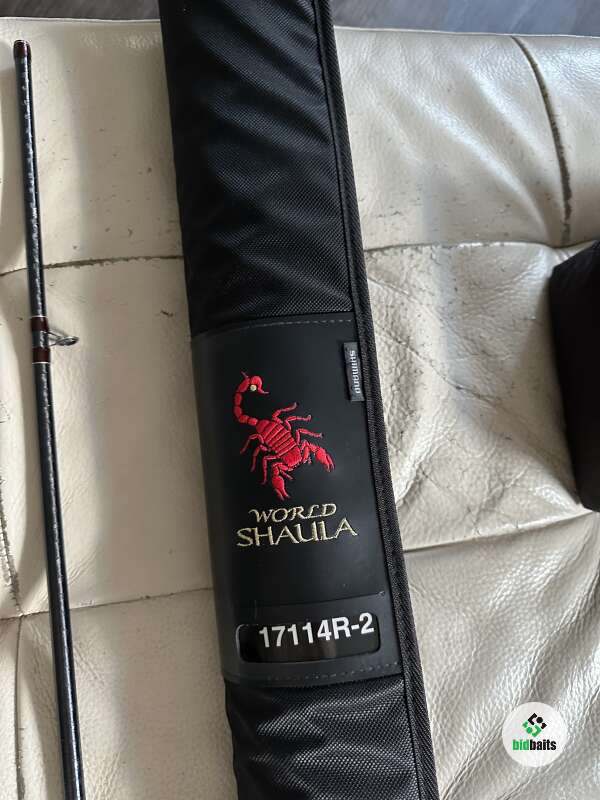 SHIMANO
WORLD
SHAULA
17114R-2
bidbaits